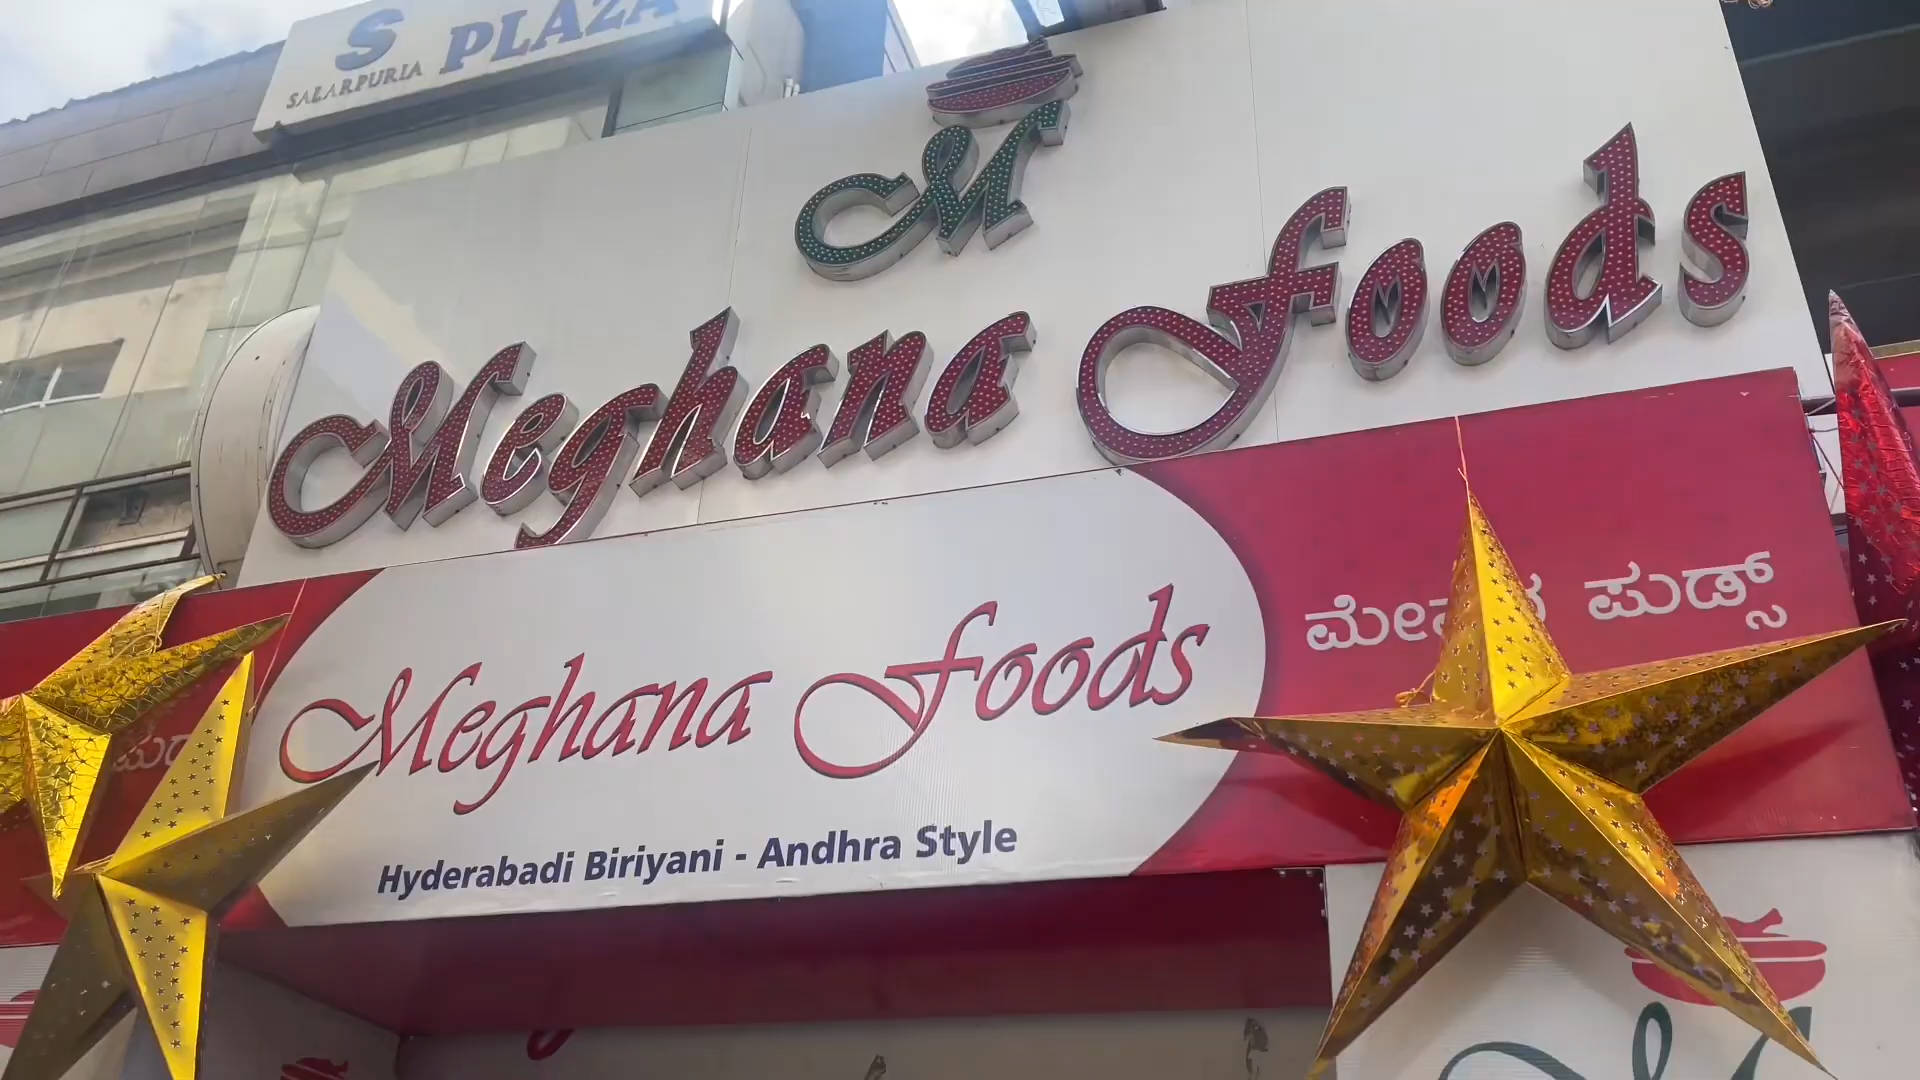 S PLAZA
SALARPURIA
M
Meghana Foods
Meghana Foods
ಪುಡ್ಸ್
Hyderabadi Biriyani - Andhra Style
M